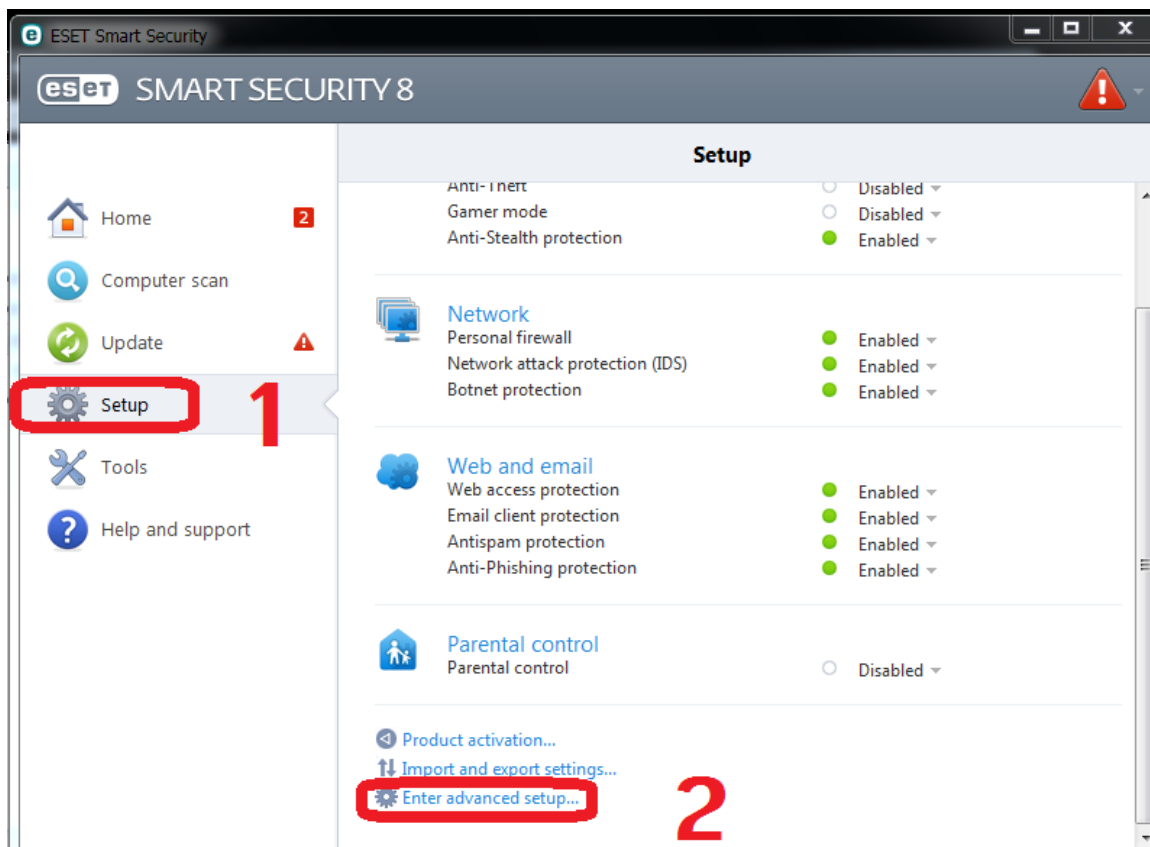 ESET Smart Security
eset SMART SECURITY 8
Setup
Home 2
Computer scan
Update
Setup
1
Tools
Help and support
Anti-Theft Disabled
Gamer mode Disabled
Anti-Stealth protection Enabled
Network
Personal firewall Enabled
Network attack protection (IDS) Enabled
Botnet protection Enabled
Web and email
Web access protection Enabled
Email client protection Enabled
Antispam protection Enabled
Anti-Phishing protection Enabled
Parental control
Parental control Disabled
Product activation...
Import and export settings...
Enter advanced setup...
2